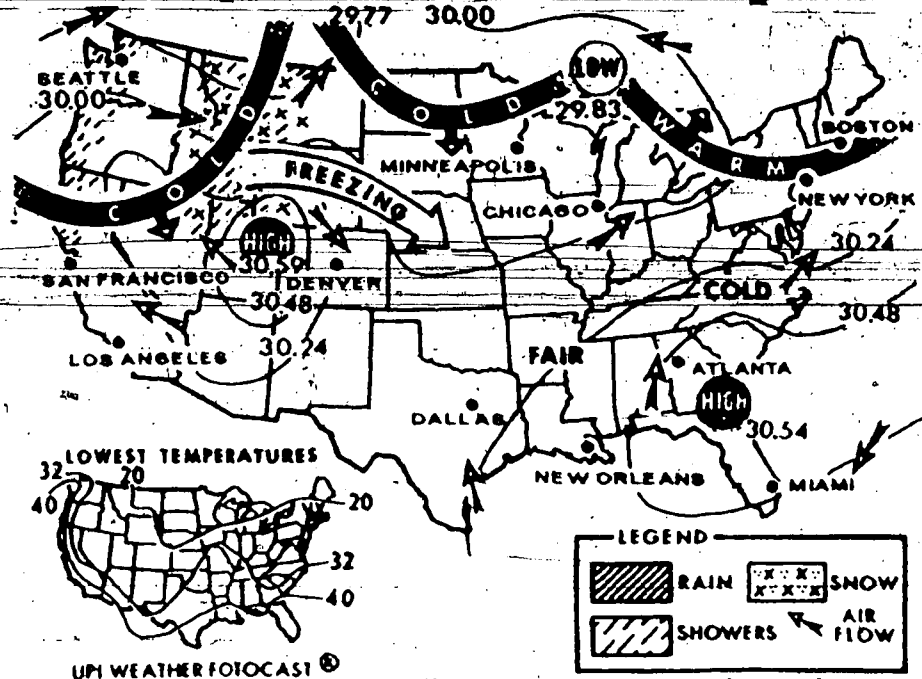 29.77 30.00
SEATTLE
30.00
COLD
COLD
LOW
29.83
WARM
BOSTON
MINNEAPOLIS
FREEZING
CHICAGO
NEW YORK
HIGH
30.59
SAN FRANCISCO
DENVER
30.24
30.48
COLD
30.48
LOS ANGELES
30.24
FAIR
ATLANTA
HIGH
DALLAS
30.54
NEW ORLEANS
MIAMI
LOWEST TEMPERATURES
32 20
40
20
32
40
UPI WEATHER FOTOCAST ®
LEGEND
RAIN
SNOW
SHOWERS
AIR
FLOW